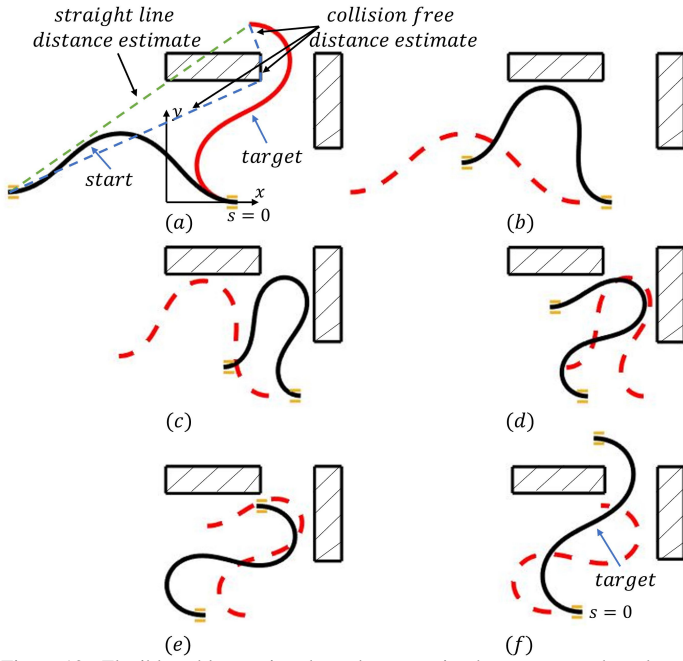 straight line
distance estimate
collision free
distance estimate
y
target
start
x
s = 0
(a)
(b)
(c)
(d)
(e)
target
s = 0
(f)